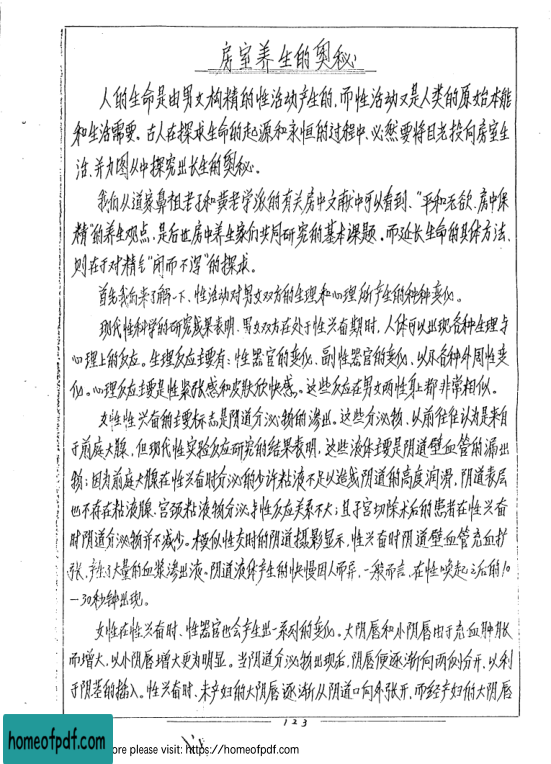 房室养生的奥秘
人的生命是由男女构精的性活动产生的,而性活动又是人类的原始本能
和生活需要。古人在探求生命的起源和永恒的过程中、必然要将目光投向房室生
活,并力图从中探究出长生的奥秘。
我们从道家鼻祖老子和黄老学派的有关房中文献中可以看到、“平和无欲、房中保
精”的养生观点,是后世房中养生家们共同研究的基本课题。而延长生命的具体方法、
则在于对精气“闭而不泻”的探求。
首先我们来了解一下、性活动对男女双方的生理和心理所产生的种种变化。
现代性科学的研究成果表明、男女双方在处于性兴奋期时、人体可以出现各种生理与
心理上的反应。生理反应主要有:性器官的变化、副性器官的变化、以及各种外周性变
化。心理反应主要是性紧张感和皮肤欣快感。这些反应在男女两性身上都非常相似。
女性性兴奋的主要标志是阴道分泌物的渗出。这些分泌物、以前往往认为是来自
于前庭大腺,但现代性实验反应研究的结果表明,这些液体主要是阴道壁血管的漏出
物;因为前庭大腺在性兴奋时分泌的少许粘液不足以造成阴道的高度润滑,阴道表层
也不存在粘液腺、宫颈粘液物分泌与性反应关系不大;且子宫切除术后的患者在性兴奋
时阴道分泌物并不减少。模似性交时的阴道摄影显示,性兴奋时阴道壁血管充血扩
张、产生了大量的血浆渗出液。阴道液体产生的快慢因人而异,一般而言、在性唤起之后的10
—30秒钟出现。
女性在性兴奋时、性器官也会产生出一系列的变化。大阴唇和小阴唇由于充血肿胀
而增大,以小阴唇增大更为明显。当阴道分泌物出现后,阴唇便逐渐向两侧分开,以利
于阴茎的插入。性兴奋时、未产妇的大阴唇逐渐从阴道口向外张开,而经产妇的大阴唇
123
homeofpdf.com
ore please visit: https://homeofpdf.com